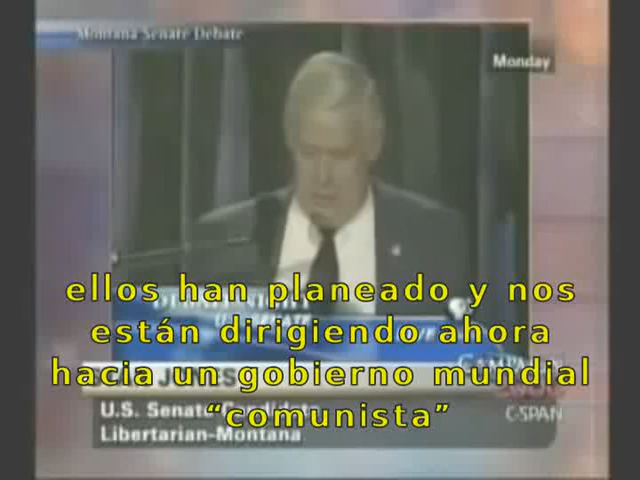 Montana Senate Debate
Monday
ellos han planeado y nos
están dirigiendo ahora
hacia un gobierno mundial
“comunista”
U.S. Senate Candidate
Libertarian-Montana
C-SPAN